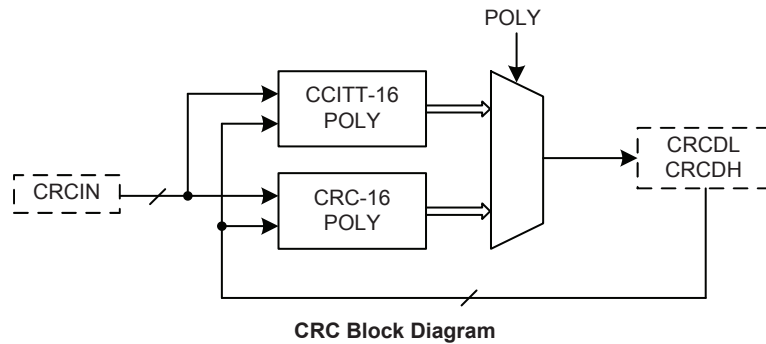 POLY
CCITT-16
POLY
CRCDL
CRCDH
CRCIN
CRC-16
POLY
CRC Block Diagram